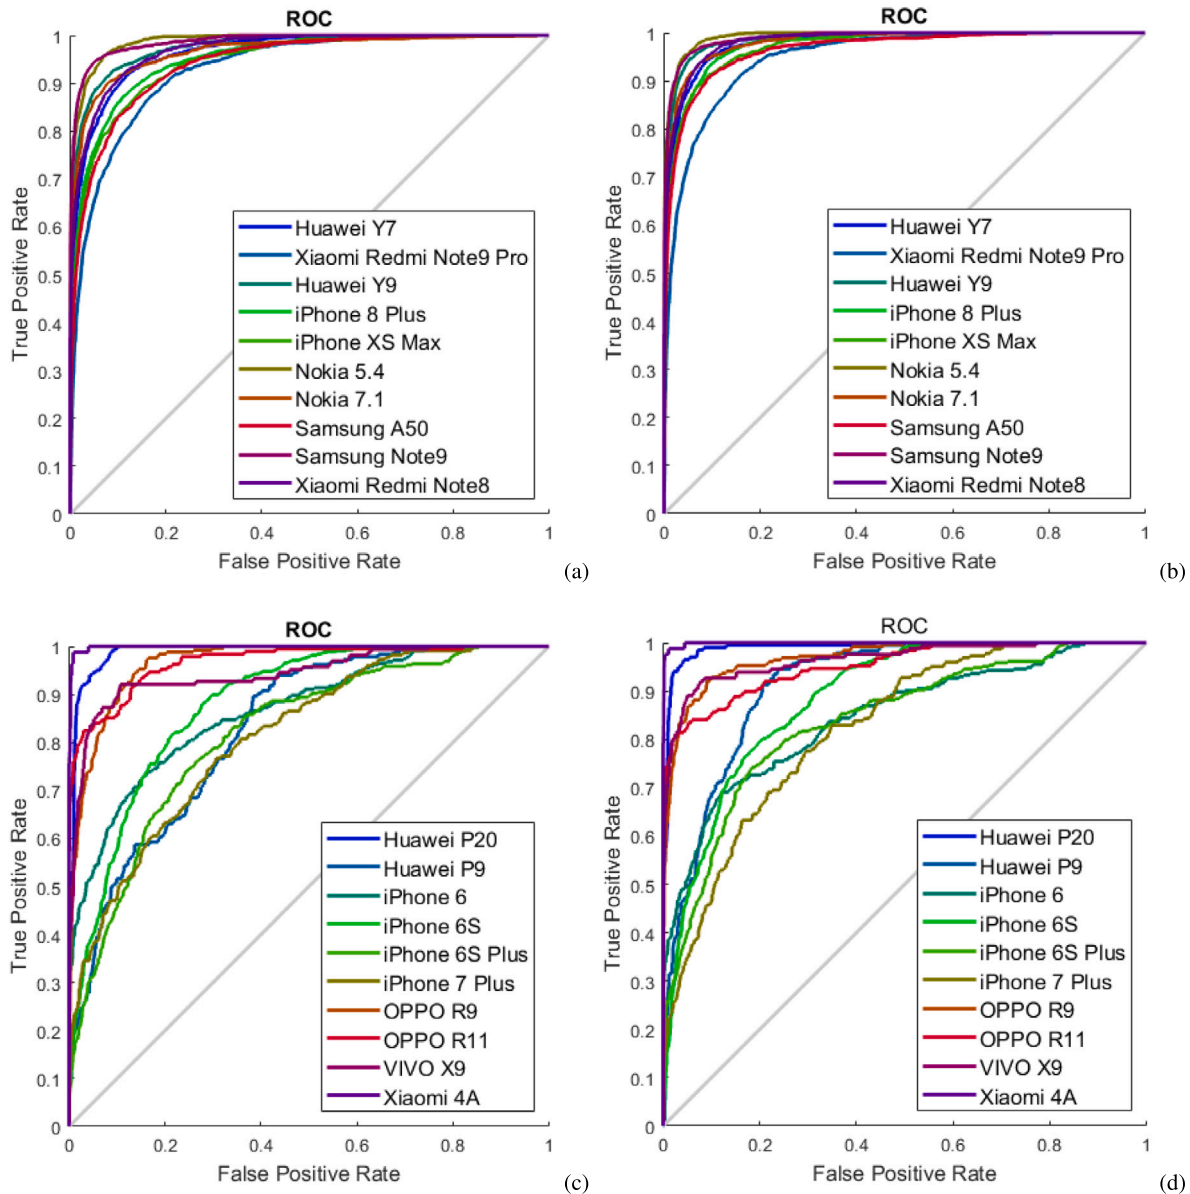 ROC
1
0.9
0.8
0.7
0.6
0.5
0.4
0.3
0.2
0.1
0
True Positive Rate
Huawei Y7
Xiaomi Redmi Note9 Pro
Huawei Y9
iPhone 8 Plus
iPhone XS Max
Nokia 5.4
Nokia 7.1
Samsung A50
Samsung Note9
Xiaomi Redmi Note8
0 0.2 0.4 0.6 0.8 1
False Positive Rate
(a)
ROC
1
0.9
0.8
0.7
0.6
0.5
0.4
0.3
0.2
0.1
0
True Positive Rate
Huawei Y7
Xiaomi Redmi Note9 Pro
Huawei Y9
iPhone 8 Plus
iPhone XS Max
Nokia 5.4
Nokia 7.1
Samsung A50
Samsung Note9
Xiaomi Redmi Note8
0 0.2 0.4 0.6 0.8 1
False Positive Rate
(b)
ROC
1
0.9
0.8
0.7
0.6
0.5
0.4
0.3
0.2
0.1
0
True Positive Rate
Huawei P20
Huawei P9
iPhone 6
iPhone 6S
iPhone 6S Plus
iPhone 7 Plus
OPPO R9
OPPO R11
VIVO X9
Xiaomi 4A
0 0.2 0.4 0.6 0.8 1
False Positive Rate
(c)
ROC
1
0.9
0.8
0.7
0.6
0.5
0.4
0.3
0.2
0.1
0
True Positive Rate
Huawei P20
Huawei P9
iPhone 6
iPhone 6S
iPhone 6S Plus
iPhone 7 Plus
OPPO R9
OPPO R11
VIVO X9
Xiaomi 4A
0 0.2 0.4 0.6 0.8 1
False Positive Rate
(d)